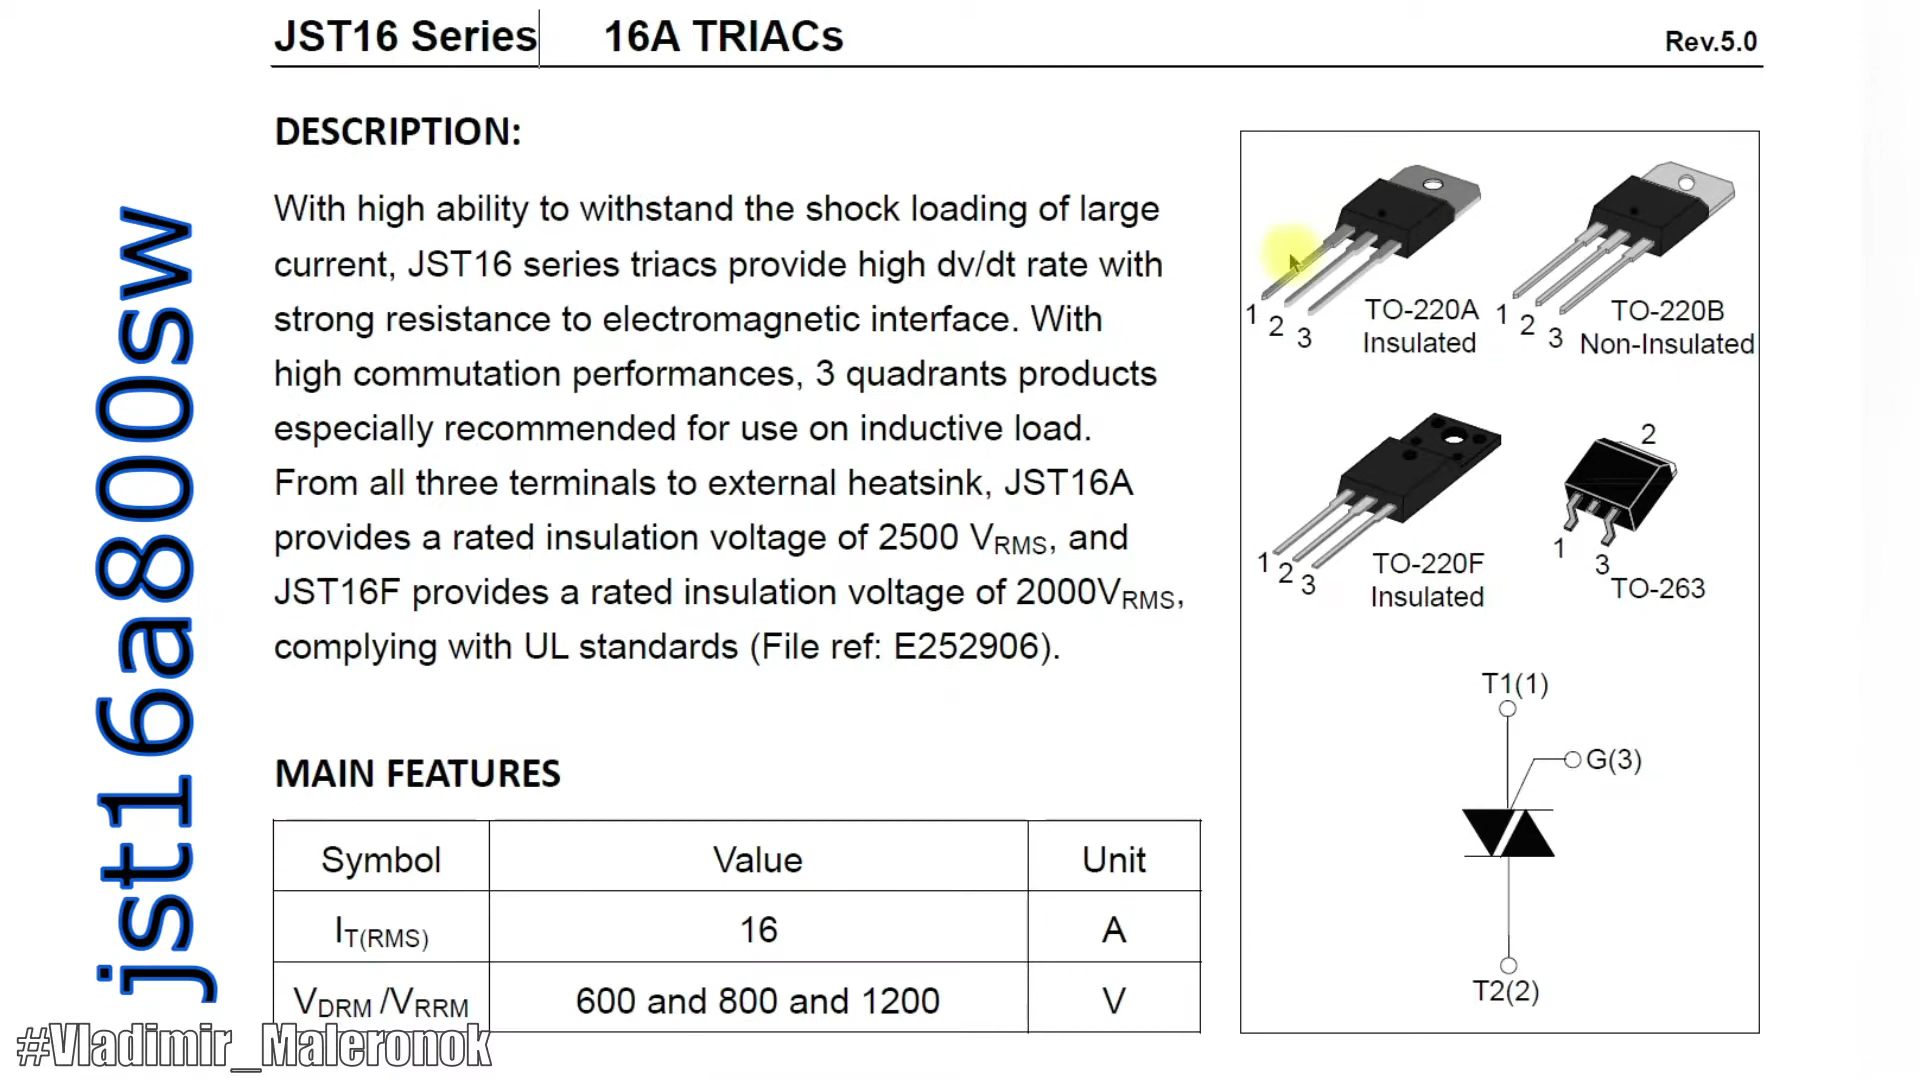 JST16 Series 16A TRIACs Rev.5.0
DESCRIPTION:
With high ability to withstand the shock loading of large
current, JST16 series triacs provide high dv/dt rate with
strong resistance to electromagnetic interface. With
high commutation performances, 3 quadrants products
especially recommended for use on inductive load.
From all three terminals to external heatsink, JST16A
provides a rated insulation voltage of 2500 VRMS, and
JST16F provides a rated insulation voltage of 2000VRMS,
complying with UL standards (File ref: E252906).
MAIN FEATURES
Symbol Value Unit
IT(RMS) 16 A
VDRM /VRRM 600 and 800 and 1200 V
1 2 3 TO-220A
Insulated
1 2 3 TO-220B
Non-Insulated
1 2 3 TO-220F
Insulated
2
1 3
TO-263
T1(1)
G(3)
T2(2)
jst16a800sw
#Vladimir_Maleronok